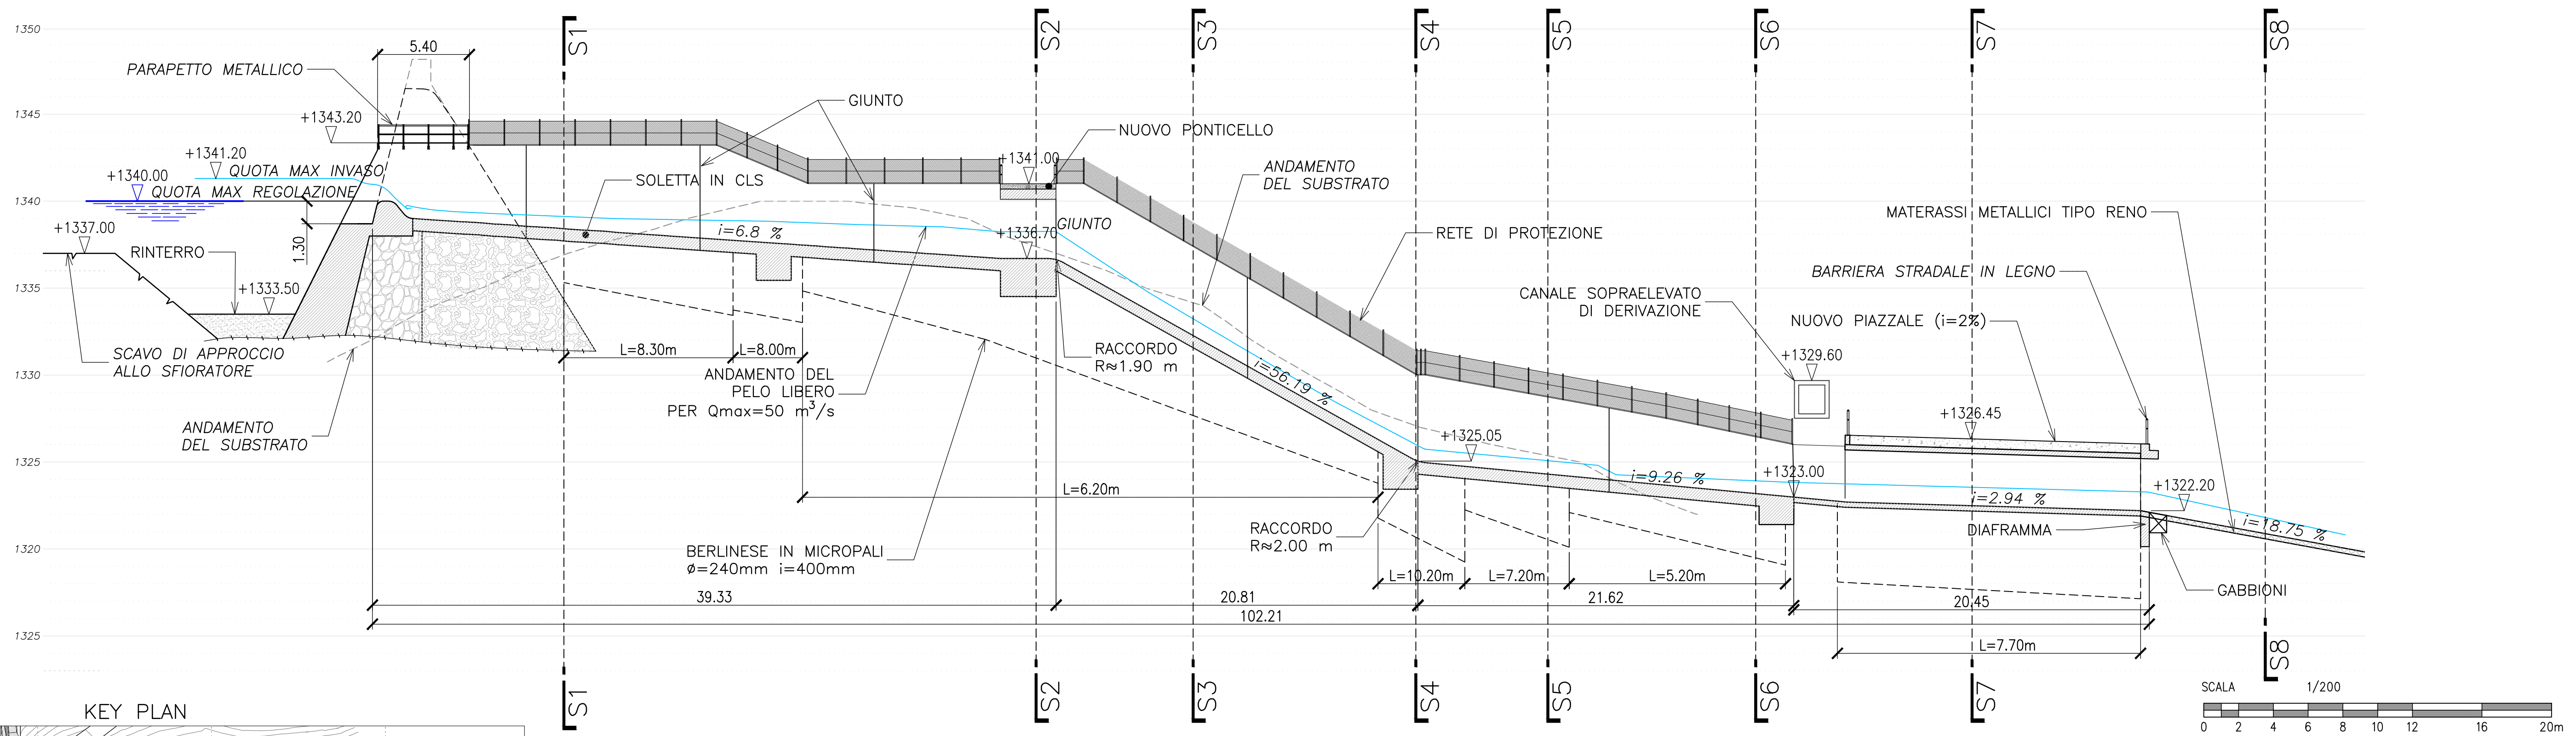 1350
1345
1340
1335
1330
1325
1320
1325
S1
S2
S3
S4
S5
S6
S7
S8
5.40
PARAPETTO METALLICO
+1343.20
+1341.20
QUOTA MAX INVASO
+1340.00
QUOTA MAX REGOLAZIONE
+1337.00
1.30
RINTERRO
+1333.50
SCAVO DI APPROCCIO
ALLO SFIORATORE
ANDAMENTO
DEL SUBSTRATO
GIUNTO
SOLETTA IN CLS
i=6.8 %
NUOVO PONTICELLO
+1341.00
GIUNTO
+1336.70
ANDAMENTO
DEL SUBSTRATO
RETE DI PROTEZIONE
L=8.30m
L=8.00m
ANDAMENTO DEL
PELO LIBERO
PER Qmax=50 m³/s
RACCORDO
R≈1.90 m
i=56.19 %
L=6.20m
BERLINESE IN MICROPALI
Ø=240mm i=400mm
RACCORDO
R≈2.00 m
+1325.05
i=9.26 %
CANALE SOPRAELEVATO
DI DERIVAZIONE
+1329.60
+1323.00
MATERASSI METALLICI TIPO RENO
BARRIERA STRADALE IN LEGNO
NUOVO PIAZZALE (i=2%)
+1326.45
i=2.94 %
+1322.20
DIAFRAMMA
i=18.75 %
GABBIONI
L=10.20m
L=7.20m
L=5.20m
39.33
20.81
21.62
20.45
102.21
L=7.70m
S1
S2
S3
S4
S5
S6
S7
S8
KEY PLAN
SCALA 1/200
0 2 4 6 8 10 12 16 20m